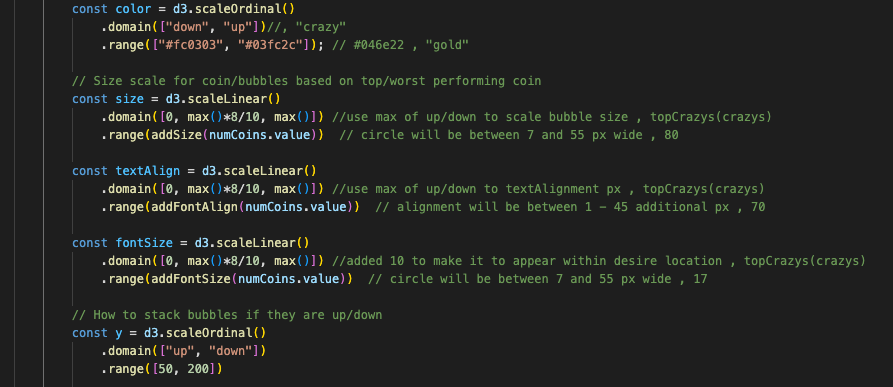 const color = d3.scaleOrdinal()
.domain(["down", "up"])//, "crazy"
.range(["#fc0303", "#03fc2c"]); // #046e22 , "gold"
// Size scale for coin/bubbles based on top/worst performing coin
const size = d3.scaleLinear()
.domain([0, max()*8/10, max()]) //use max of up/down to scale bubble size , topCrazys(crazys)
.range(addSize(numCoins.value))  // circle will be between 7 and 55 px wide , 80
const textAlign = d3.scaleLinear()
.domain([0, max()*8/10, max()]) //use max of up/down to textAlignment px , topCrazys(crazys)
.range(addFontAlign(numCoins.value))  // alignment will be between 1 - 45 additional px , 70
const fontSize = d3.scaleLinear()
.domain([0, max()*8/10, max()]) //added 10 to make it to appear within desire location , topCrazys(crazys)
.range(addFontSize(numCoins.value))  // circle will be between 7 and 55 px wide , 17
// How to stack bubbles if they are up/down
const y = d3.scaleOrdinal()
.domain(["up", "down"])
.range([50, 200])